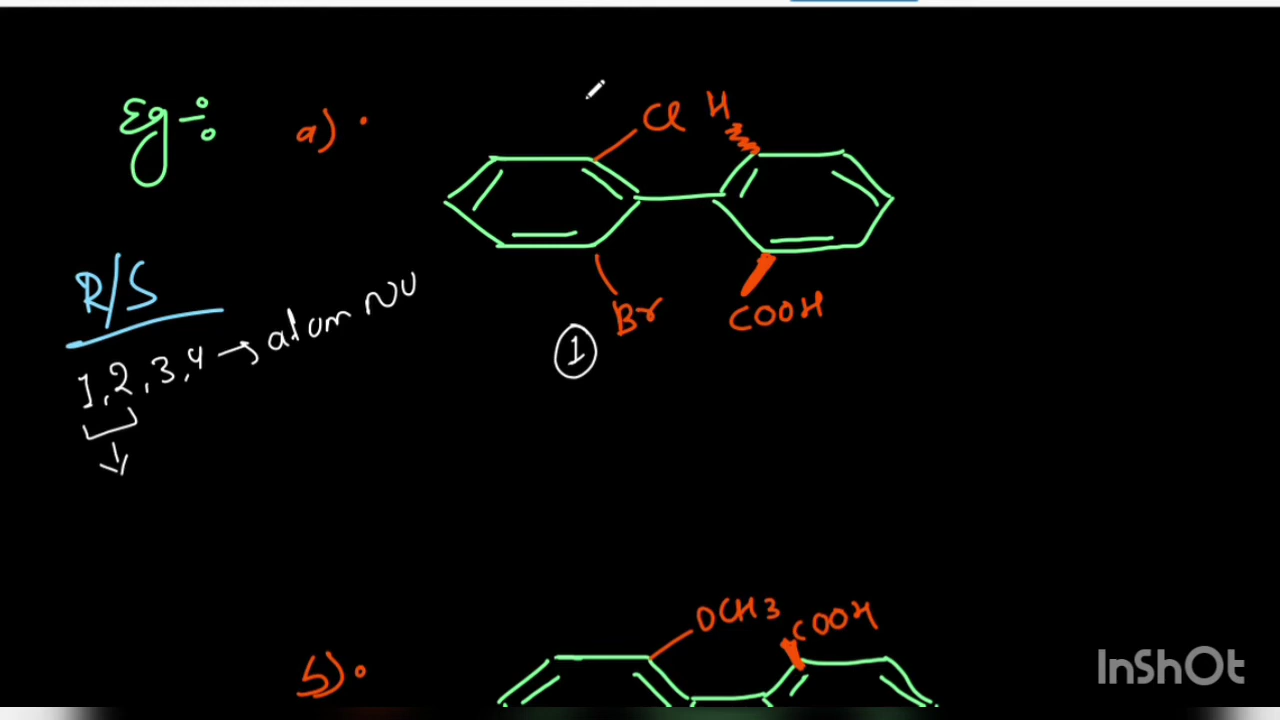 Eg:
a).
Cl H
Br COOH
1
R/S
1,2,3,4 → atom NU
OCH3 COOH
b).
InShOt